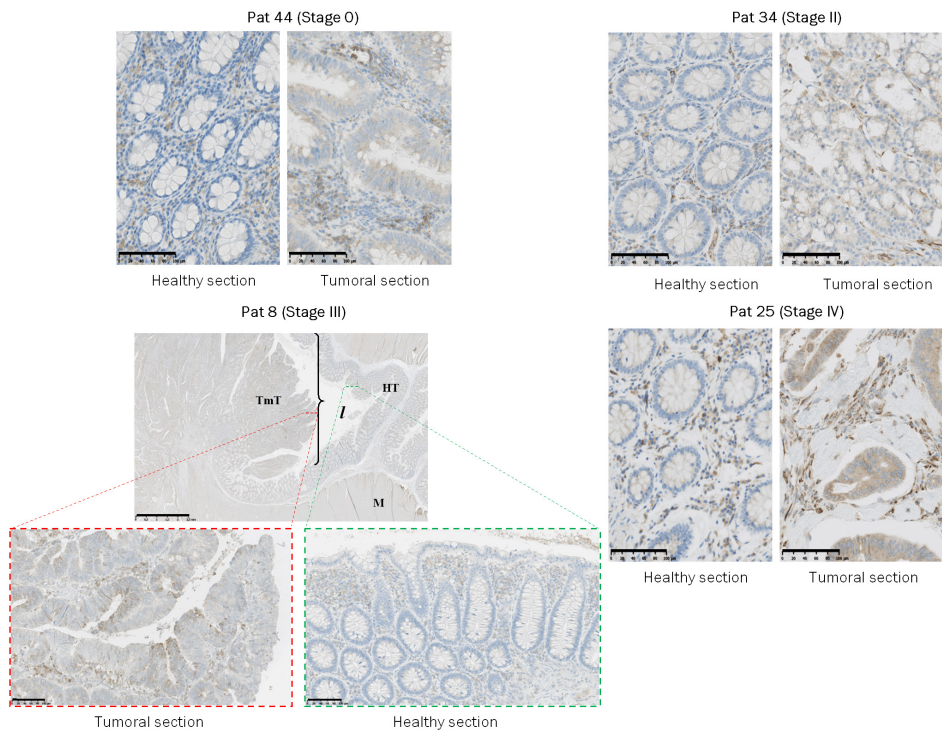 Pat 44 (Stage 0)
Healthy section
Tumoral section
Pat 34 (Stage II)
Healthy section
Tumoral section
Pat 8 (Stage III)
TmT
HT
l
M
Tumoral section
Healthy section
Pat 25 (Stage IV)
Healthy section
Tumoral section